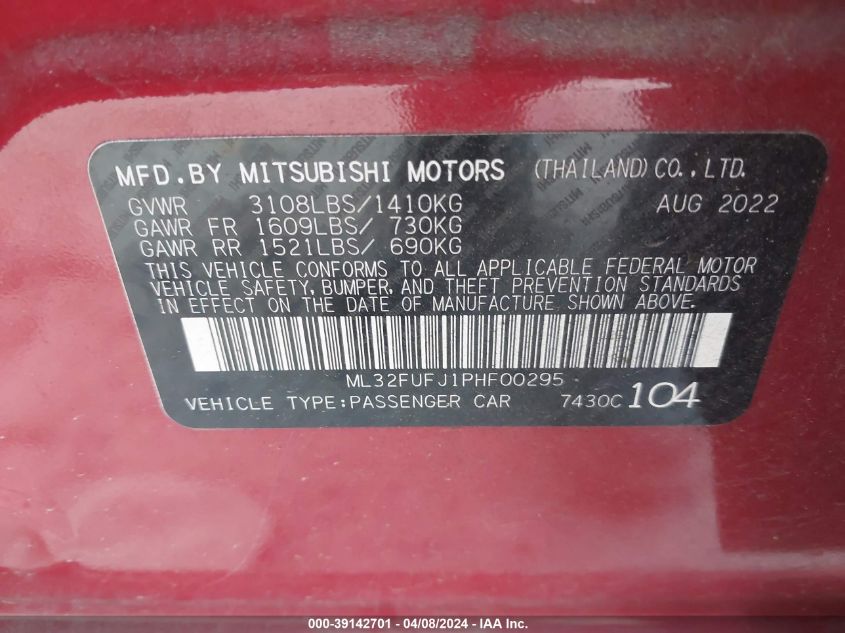 MFD.BY MITSUBISHI MOTORS (THAILAND)CO.,LTD.
GVWR 3108LBS/1410KG AUG 2022
GAWR FR 1609LBS/ 730KG
GAWR RR 1521LBS/ 690KG
THIS VEHICLE CONFORMS TO ALL APPLICABLE FEDERAL MOTOR
VEHICLE SAFETY, BUMPER, AND THEFT PREVENTION STANDARDS
IN EFFECT ON THE DATE OF MANUFACTURE SHOWN ABOVE.
ML32FUFJ1PHF00295
VEHICLE TYPE:PASSENGER CAR 7430C 104
000-39142701 - 04/08/2024 - IAA, Inc.